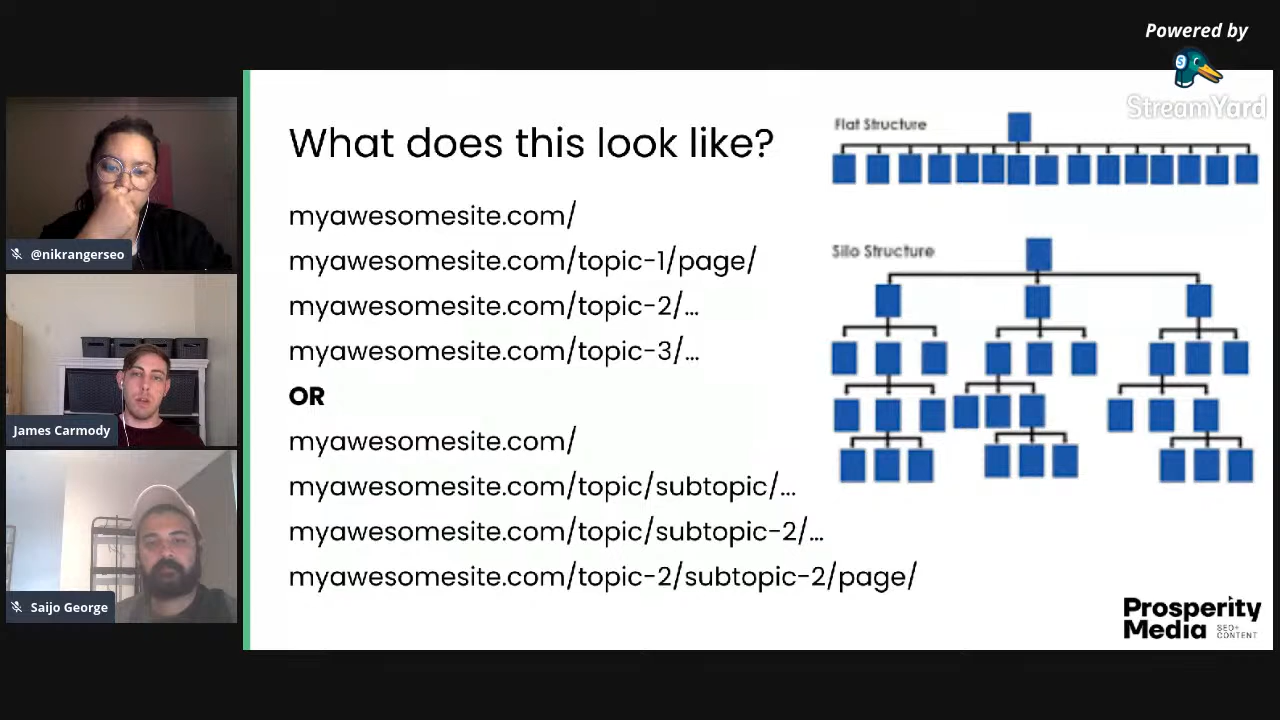 Powered by
StreamYard
@nikrangerseo
James Carmody
Saijo George
What does this look like?
myawesomesite.com/
myawesomesite.com/topic-1/page/
myawesomesite.com/topic-2/...
myawesomesite.com/topic-3/...
OR
myawesomesite.com/
myawesomesite.com/topic/subtopic/...
myawesomesite.com/topic/subtopic-2/...
myawesomesite.com/topic-2/subtopic-2/page/
Flat Structure
Silo Structure
Prosperity
Media
SEO+
CONTENT